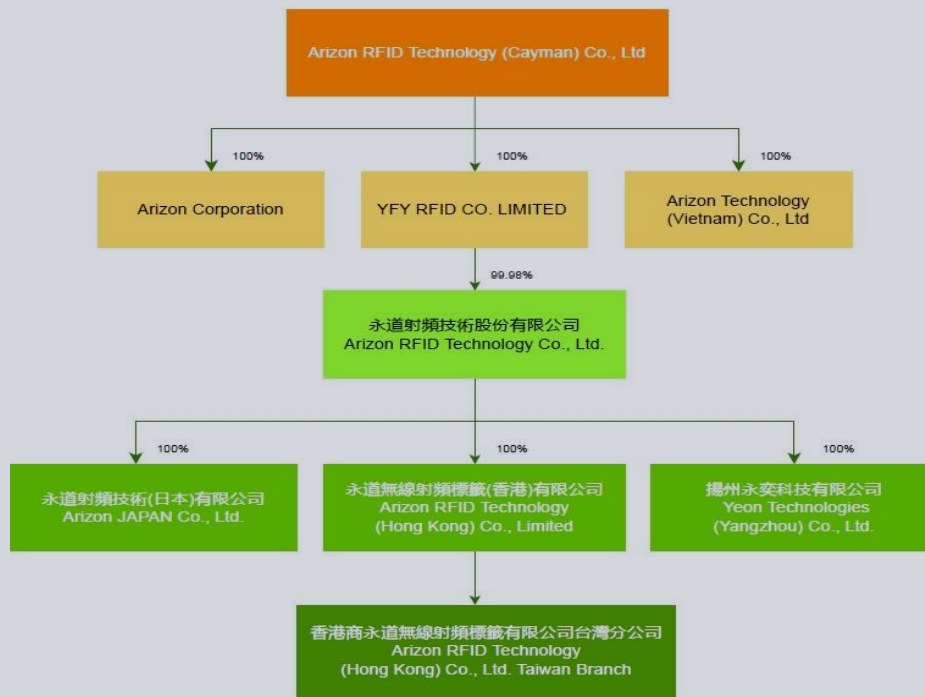 Arizon RFID Technology (Cayman) Co., Ltd
100%
100%
100%
Arizon Corporation
YFY RFID CO. LIMITED
Arizon Technology
(Vietnam) Co., Ltd
99.98%
永道射頻技術股份有限公司
Arizon RFID Technology Co., Ltd.
100%
100%
100%
永道射頻技術(日本)有限公司
Arizon JAPAN Co., Ltd.
永道無線射頻標籤(香港)有限公司
Arizon RFID Technology
(Hong Kong) Co., Limited
揚州永奕科技有限公司
Yeon Technologies
(Yangzhou) Co., Ltd.
香港商永道無線射頻標籤有限公司台灣分公司
Arizon RFID Technology
(Hong Kong) Co., Ltd. Taiwan Branch